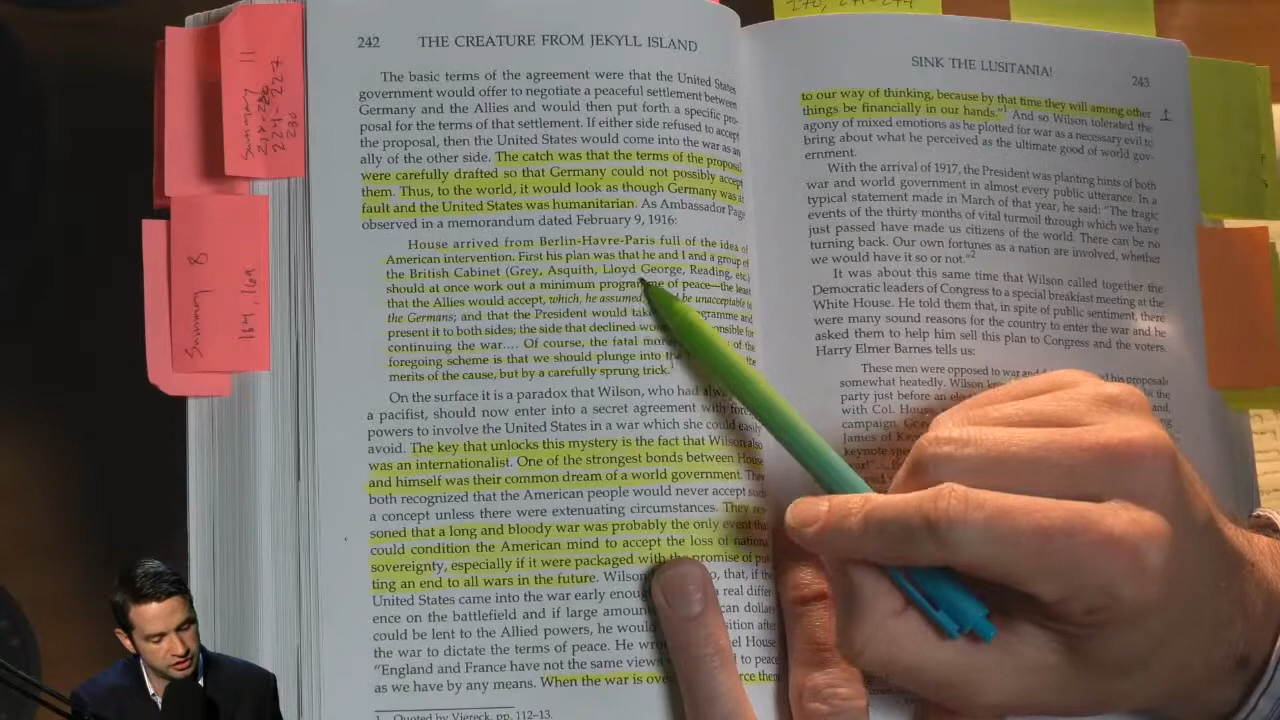 270, 271-274
Summary 11
224-227
230
Summary 8
164, 169
242 THE CREATURE FROM JEKYLL ISLAND
The basic terms of the agreement were that the United States
government would offer to negotiate a peaceful settlement between
Germany and the Allies and would then put forth a specific pro-
posal for the terms of that settlement. If either side refused to accept
the proposal, then the United States would come into the war as an
ally of the other side. The catch was that the terms of the proposal
were carefully drafted so that Germany could not possibly accept
them. Thus, to the world, it would look as though Germany was at
fault and the United States was humanitarian. As Ambassador Page
observed in a memorandum dated February 9, 1916:
House arrived from Berlin-Havre-Paris full of the idea of
American intervention. First his plan was that he and I and a group of
the British Cabinet (Grey, Asquith, Lloyd George, Reading, etc.)
should at once work out a minimum programme of peace—the least
that the Allies would accept, which, he assumed, be unacceptable to
the Germans; and that the President would take programme and
present it to both sides; the side that declined responsible for
continuing the war.... Of course, the fatal of the
foregoing scheme is that we should plunge into the the
merits of the cause, but by a carefully sprung trick.1
On the surface it is a paradox that Wilson, who had always
a pacifist, should now enter into a secret agreement with foreign
powers to involve the United States in a war which she could easily
avoid. The key that unlocks this mystery is the fact that Wilson also
was an internationalist. One of the strongest bonds between House
and himself was their common dream of a world government. They
both recognized that the American people would never accept such
a concept unless there were extenuating circumstances. They rea-
soned that a long and bloody war was probably the only event that
could condition the American mind to accept the loss of national
sovereignty, especially if it were packaged with the promise of put-
ting an end to all wars in the future. Wilson that, if the
United States came into the war early enough a real differ-
ence on the battlefield and if large dollars
could be lent to the Allied powers, he would after
the war to dictate the terms of peace. He House
"England and France have not the same views to peace
as we have by any means. When the war is over them
1 Quoted by Viereck, pp. 112-13.
SINK THE LUSITANIA! 243
to our way of thinking, because by that time they will among other
things be financially in our hands."1 And so Wilson tolerated the
agony of mixed emotions as he plotted for war as a necessary evil to
bring about what he perceived as the ultimate good of world gov-
ernment.
With the arrival of 1917, the President was planting hints of both
war and world government in almost every public utterance. In a
typical statement made in March of that year, he said: "The tragic
events of the thirty months of vital turmoil through which we have
just passed have made us citizens of the world. There can be no
turning back. Our own fortunes as a nation are involved, whether
we would have it so or not."2
It was about this same time that Wilson called together the
Democratic leaders of Congress to a special breakfast meeting at the
White House. He told them that, in spite of public sentiment, there
were many sound reasons for the country to enter the war and he
asked them to help him sell this plan to Congress and the voters.
Harry Elmer Barnes tells us:
These men were opposed to war and his proposals
somewhat heatedly. Wilson the
party just before an and,
with Col. House,
campaign.
James of
keynote
war!"